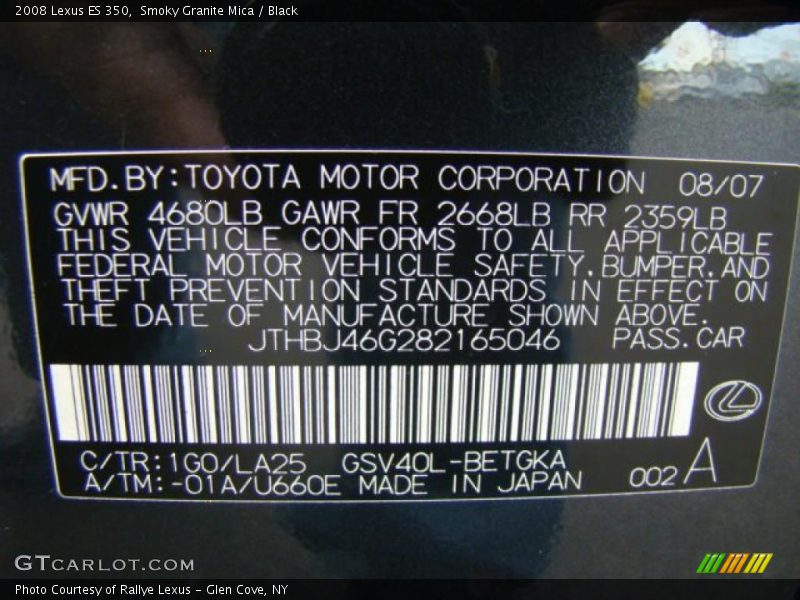 2008 Lexus ES 350,  Smoky Granite Mica / Black
MFD.BY:TOYOTA MOTOR CORPORATION 08/07
GVWR 4680LB GAWR FR 2668LB RR 2359LB
THIS VEHICLE CONFORMS TO ALL APPLICABLE
FEDERAL MOTOR VEHICLE SAFETY,BUMPER,AND
THEFT PREVENTION STANDARDS IN EFFECT ON
THE DATE OF MANUFACTURE SHOWN ABOVE.
JTHBJ46G282165046 PASS.CAR
C/TR:1G0/LA25 GSV40L-BETGKA
A/TM:-01A/U660E MADE IN JAPAN 002 A
GTCARLOT.COM
Photo Courtesy of Rallye Lexus - Glen Cove, NY